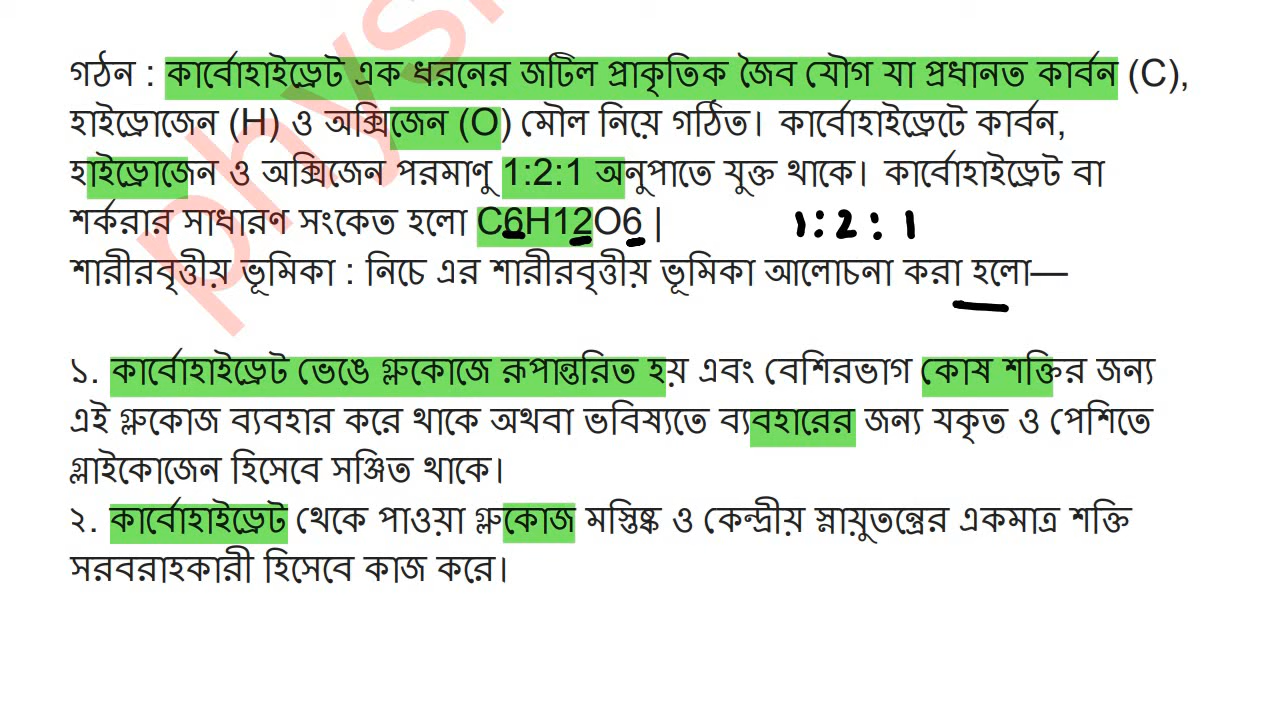 গঠন : কার্বোহাইড্রেট এক ধরনের জটিল প্রাকৃতিক জৈব যৌগ যা প্রধানত কার্বন (C),
হাইড্রোজেন (H) ও অক্সিজেন (O) মৌল নিয়ে গঠিত। কার্বোহাইড্রেটে কার্বন,
হাইড্রোজেন ও অক্সিজেন পরমাণু 1:2:1 অনুপাতে যুক্ত থাকে। কার্বোহাইড্রেট বা
শর্করার সাধারণ সংকেত হলো C6H12O6 | 1:2:1
শারীরবৃত্তীয় ভূমিকা : নিচে এর শারীরবৃত্তীয় ভূমিকা আলোচনা করা হলো—
১. কার্বোহাইড্রেট ভেঙে গ্লুকোজে রূপান্তরিত হয় এবং বেশিরভাগ কোষ শক্তির জন্য
এই গ্লুকোজ ব্যবহার করে থাকে অথবা ভবিষ্যতে ব্যবহারের জন্য যকৃত ও পেশিতে
গ্লাইকোজেন হিসেবে সঞ্জিত থাকে।
২. কার্বোহাইড্রেট থেকে পাওয়া গ্লুকোজ মস্তিষ্ক ও কেন্দ্রীয় স্নায়ুতন্ত্রের একমাত্র শক্তি
সরবরাহকারী হিসেবে কাজ করে।
physi